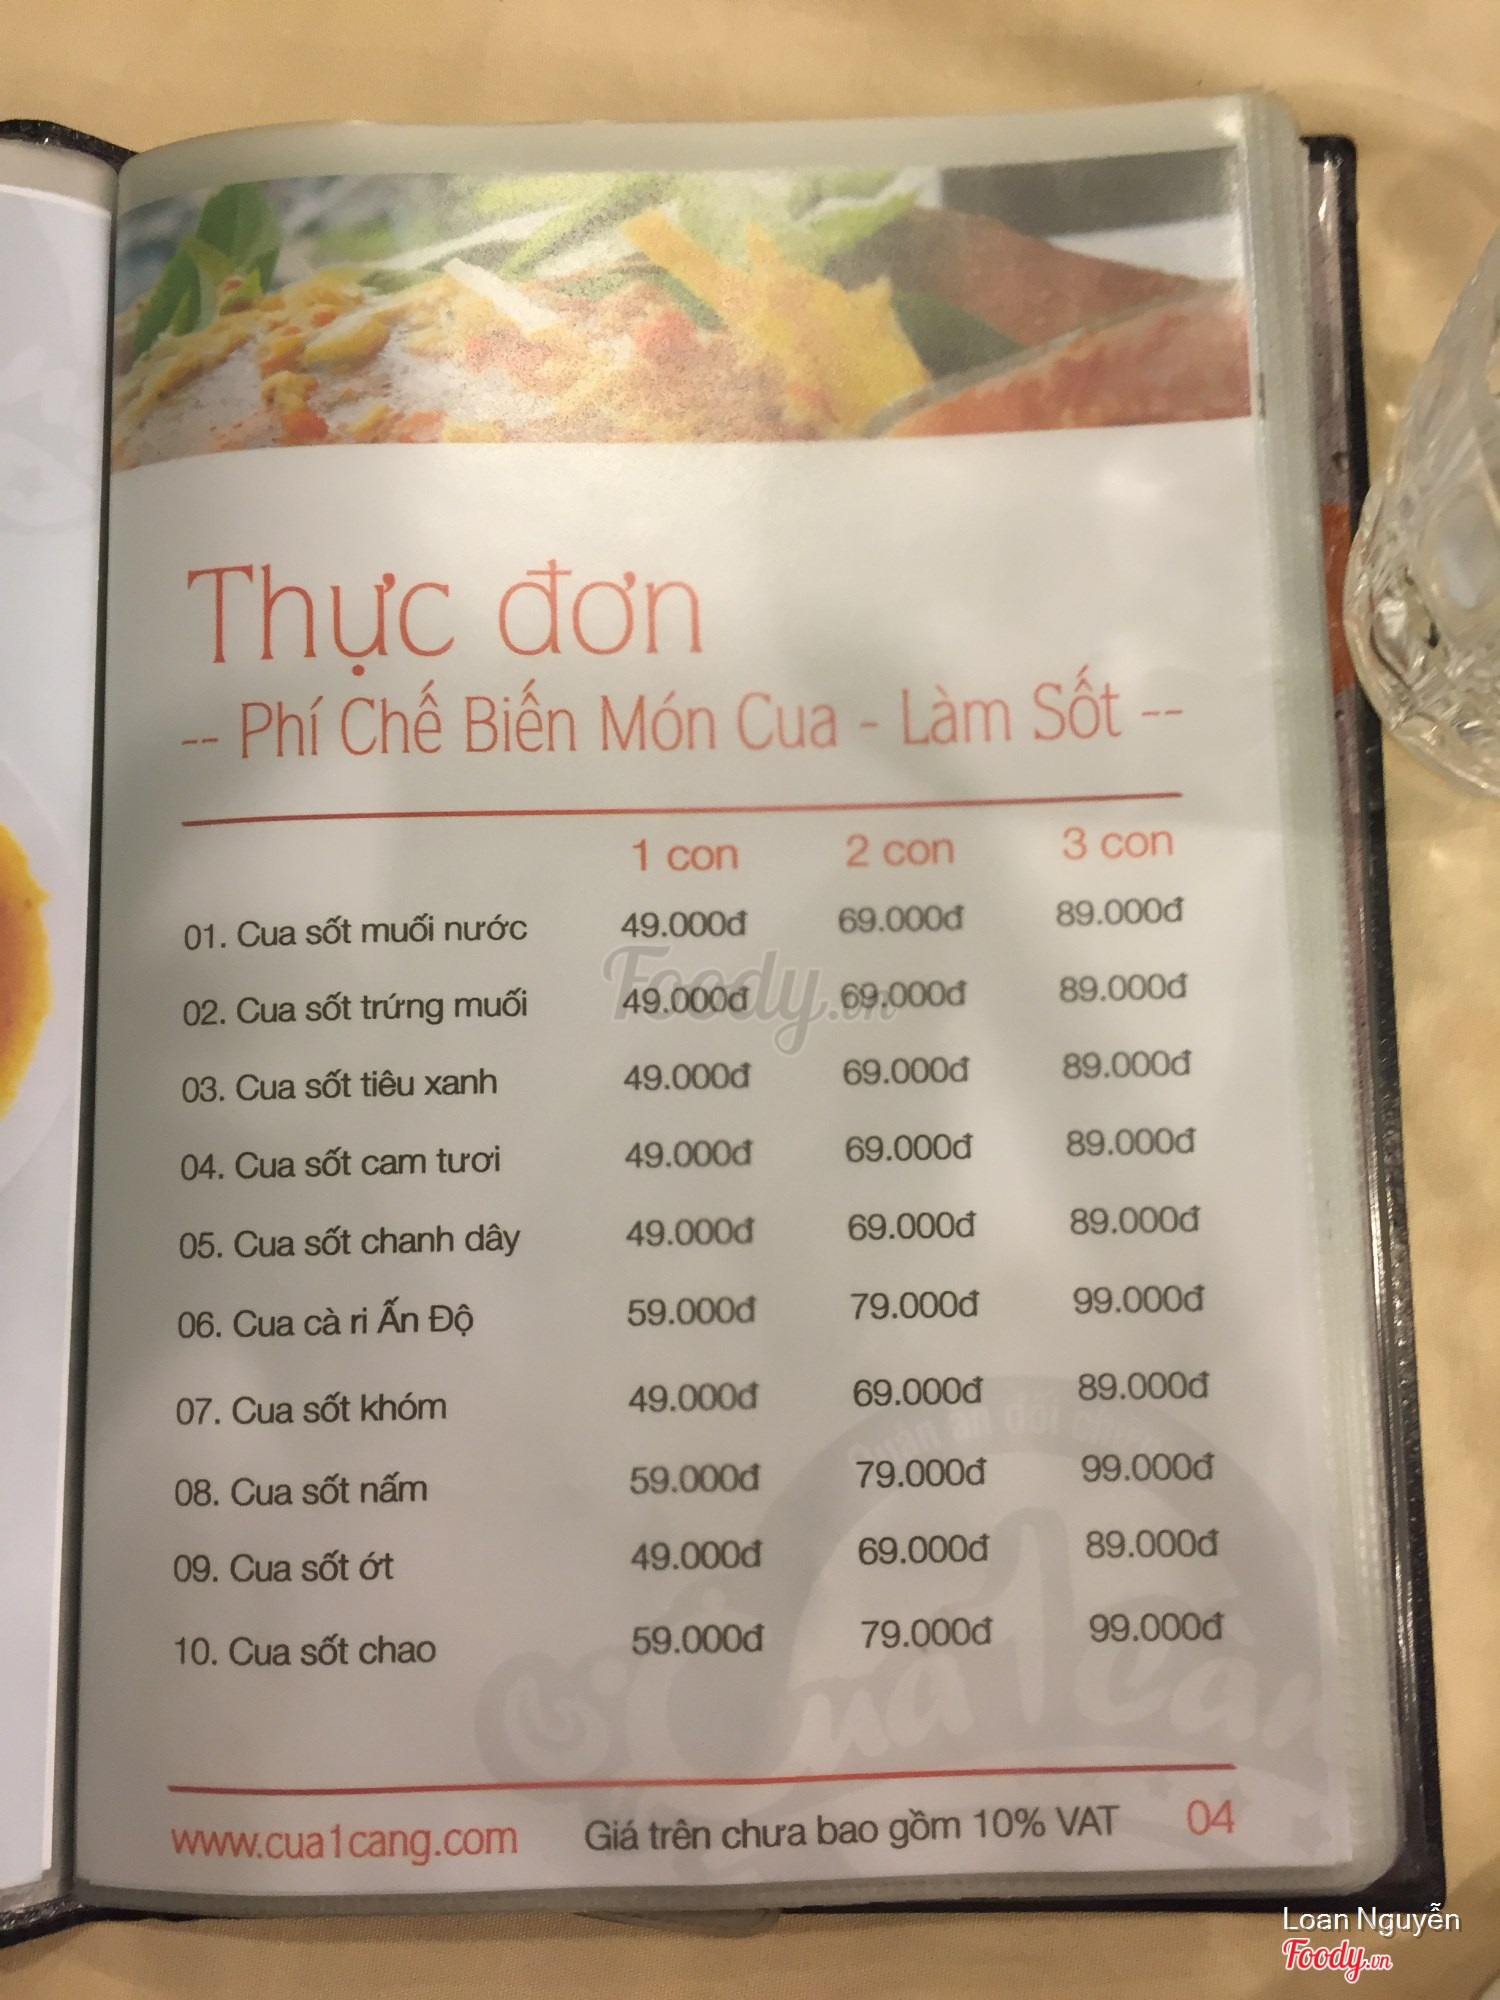 Thực đơn
-- Phí Chế Biến Món Cua - Làm Sốt --
1 con 2 con 3 con
01. Cua sốt muối nước 49.000đ 69.000đ 89.000đ
02. Cua sốt trứng muối 49.000đ 69.000đ 89.000đ
03. Cua sốt tiêu xanh 49.000đ 69.000đ 89.000đ
04. Cua sốt cam tươi 49.000đ 69.000đ 89.000đ
05. Cua sốt chanh dây 49.000đ 69.000đ 89.000đ
06. Cua cà ri Ấn Độ 59.000đ 79.000đ 99.000đ
07. Cua sốt khóm 49.000đ 69.000đ 89.000đ
08. Cua sốt nấm 59.000đ 79.000đ 99.000đ
09. Cua sốt ớt 49.000đ 69.000đ 89.000đ
10. Cua sốt chao 59.000đ 79.000đ 99.000đ
www.cua1cang.com Giá trên chưa bao gồm 10% VAT 04
Foody.vn
Loan Nguyễn
Foody.vn